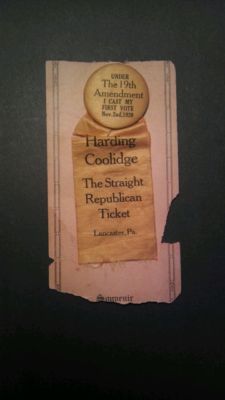 UNDER
The 19th
Amendment
I CAST MY
FIRST VOTE
Nov. 2nd, 1920
Harding
Coolidge
The Straight
Republican
Ticket
Lancaster, Pa.
Souvenir